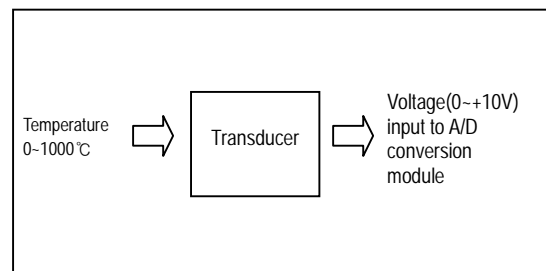 Temperature
0~1000℃
Transducer
Voltage(0~+10V)
input to A/D
conversion
module